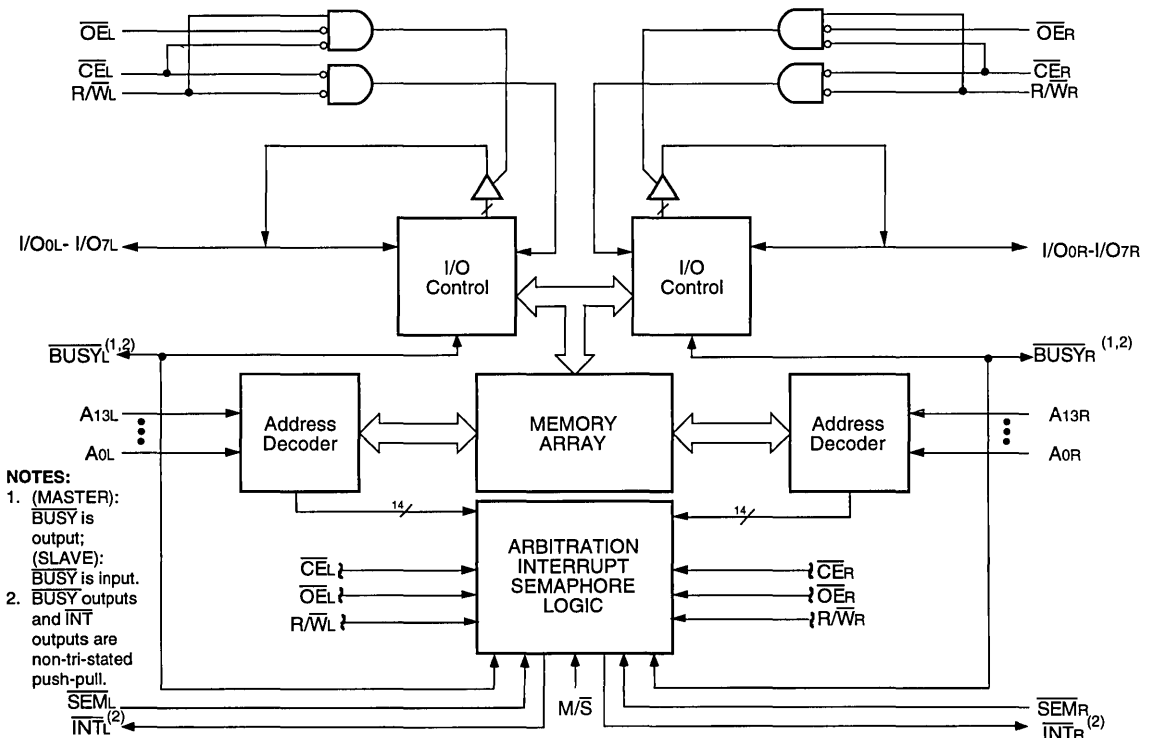 OEL
CEL
R/WL
OER
CER
R/WR
I/O0L- I/O7L
I/O
Control
I/O
Control
I/O0R-I/O7R
BUSYL(1,2)
BUSYR (1,2)
A13L
A0L
Address
Decoder
MEMORY
ARRAY
Address
Decoder
A13R
A0R
NOTES:
1. (MASTER):
BUSY is
output;
(SLAVE):
BUSY is input.
2. BUSY outputs
and INT
outputs are
non-tri-stated
push-pull.
14
14
ARBITRATION
INTERRUPT
SEMAPHORE
LOGIC
CEL
OEL
R/WL
CER
OER
R/WR
SEML
INTL(2)
M/S
SEMR
INTR(2)